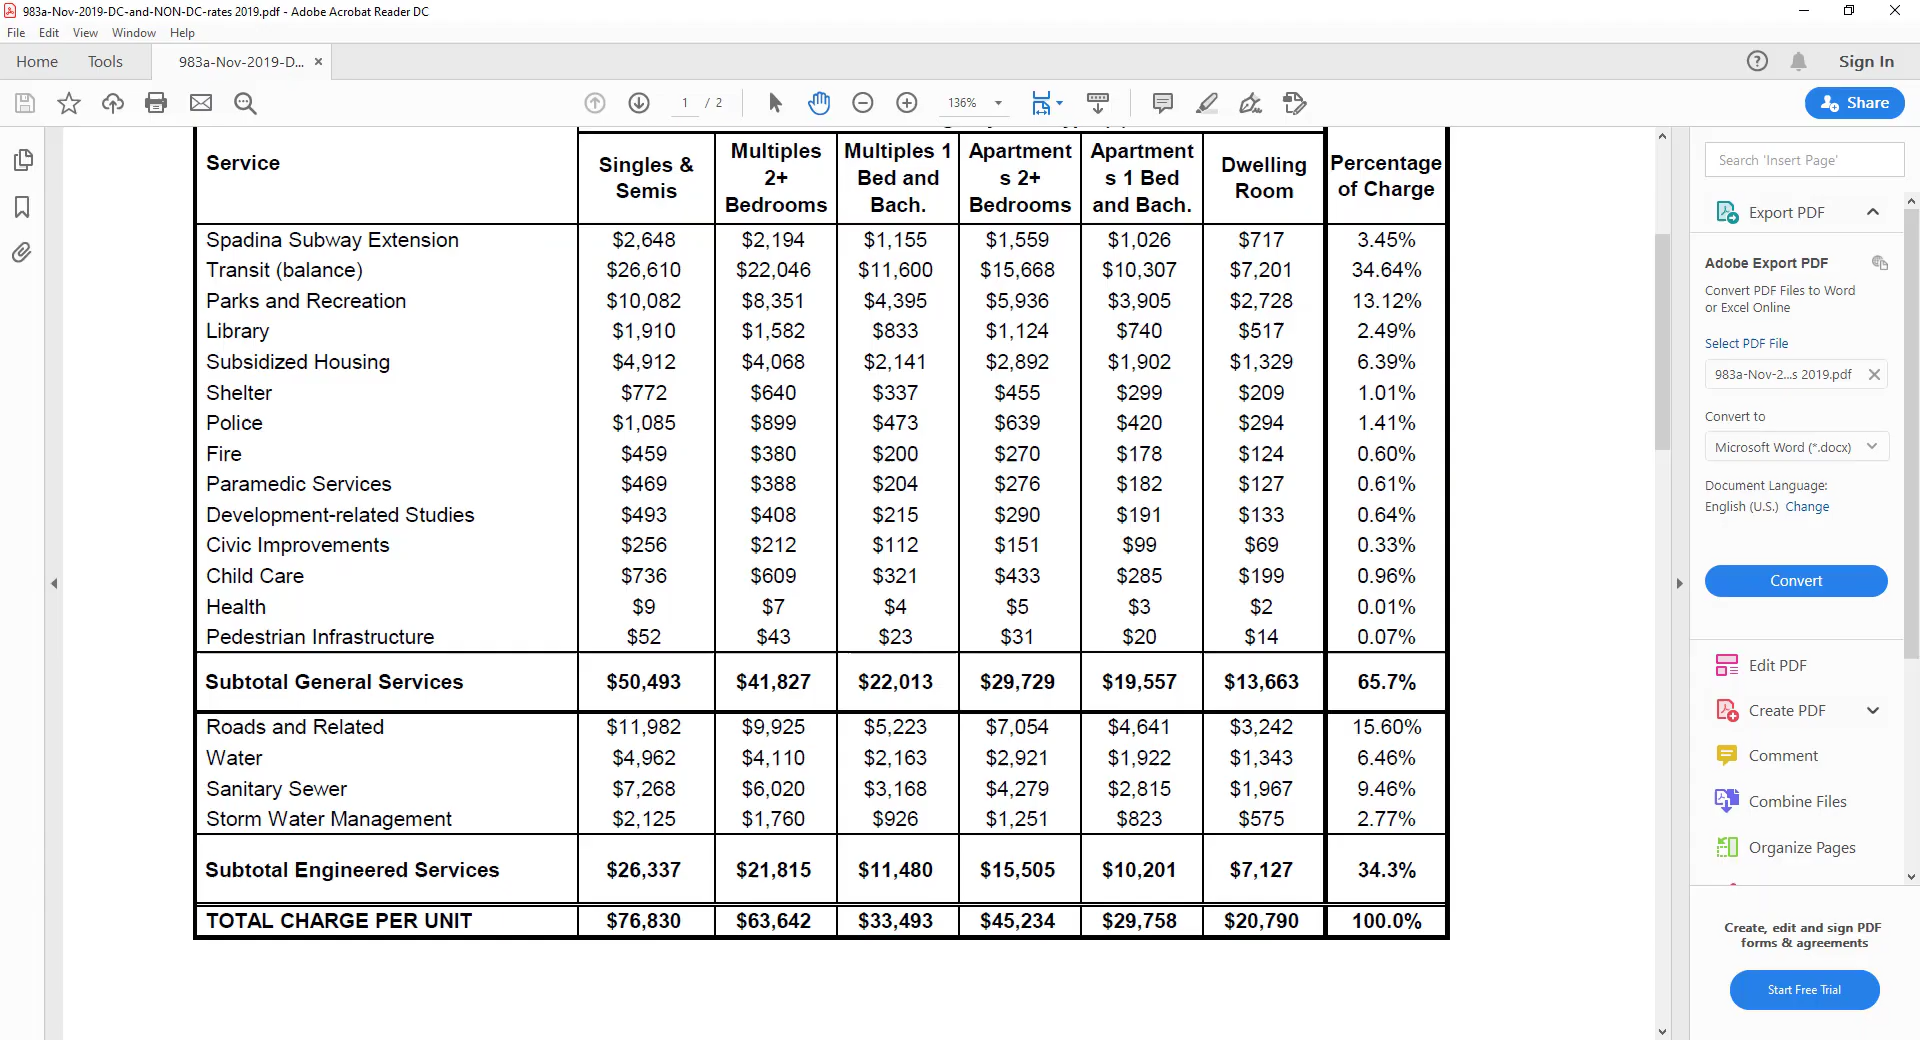 983a-Nov-2019-DC-and-NON-DC-rates 2019.pdf - Adobe Acrobat Reader DC
File Edit View Window Help
Home Tools 983a-Nov-2019-D... × Sign In
1 / 2 136% Share
Service Singles & Semis Multiples 2+ Bedrooms Multiples 1 Bed and Bach. Apartment s 2+ Bedrooms Apartment s 1 Bed and Bach. Dwelling Room Percentage of Charge
Spadina Subway Extension $2,648 $2,194 $1,155 $1,559 $1,026 $717 3.45%
Transit (balance) $26,610 $22,046 $11,600 $15,668 $10,307 $7,201 34.64%
Parks and Recreation $10,082 $8,351 $4,395 $5,936 $3,905 $2,728 13.12%
Library $1,910 $1,582 $833 $1,124 $740 $517 2.49%
Subsidized Housing $4,912 $4,068 $2,141 $2,892 $1,902 $1,329 6.39%
Shelter $772 $640 $337 $455 $299 $209 1.01%
Police $1,085 $899 $473 $639 $420 $294 1.41%
Fire $459 $380 $200 $270 $178 $124 0.60%
Paramedic Services $469 $388 $204 $276 $182 $127 0.61%
Development-related Studies $493 $408 $215 $290 $191 $133 0.64%
Civic Improvements $256 $212 $112 $151 $99 $69 0.33%
Child Care $736 $609 $321 $433 $285 $199 0.96%
Health $9 $7 $4 $5 $3 $2 0.01%
Pedestrian Infrastructure $52 $43 $23 $31 $20 $14 0.07%
Subtotal General Services $50,493 $41,827 $22,013 $29,729 $19,557 $13,663 65.7%
Roads and Related $11,982 $9,925 $5,223 $7,054 $4,641 $3,242 15.60%
Water $4,962 $4,110 $2,163 $2,921 $1,922 $1,343 6.46%
Sanitary Sewer $7,268 $6,020 $3,168 $4,279 $2,815 $1,967 9.46%
Storm Water Management $2,125 $1,760 $926 $1,251 $823 $575 2.77%
Subtotal Engineered Services $26,337 $21,815 $11,480 $15,505 $10,201 $7,127 34.3%
TOTAL CHARGE PER UNIT $76,830 $63,642 $33,493 $45,234 $29,758 $20,790 100.0%
Search 'Insert Page'
Export PDF
Adobe Export PDF
Convert PDF Files to Word
or Excel Online
Select PDF File
983a-Nov-2...s 2019.pdf
Convert to
Microsoft Word (*.docx)
Document Language:
English (U.S.) Change
Convert
Edit PDF
Create PDF
Comment
Combine Files
Organize Pages
Create, edit and sign PDF
forms & agreements
Start Free Trial